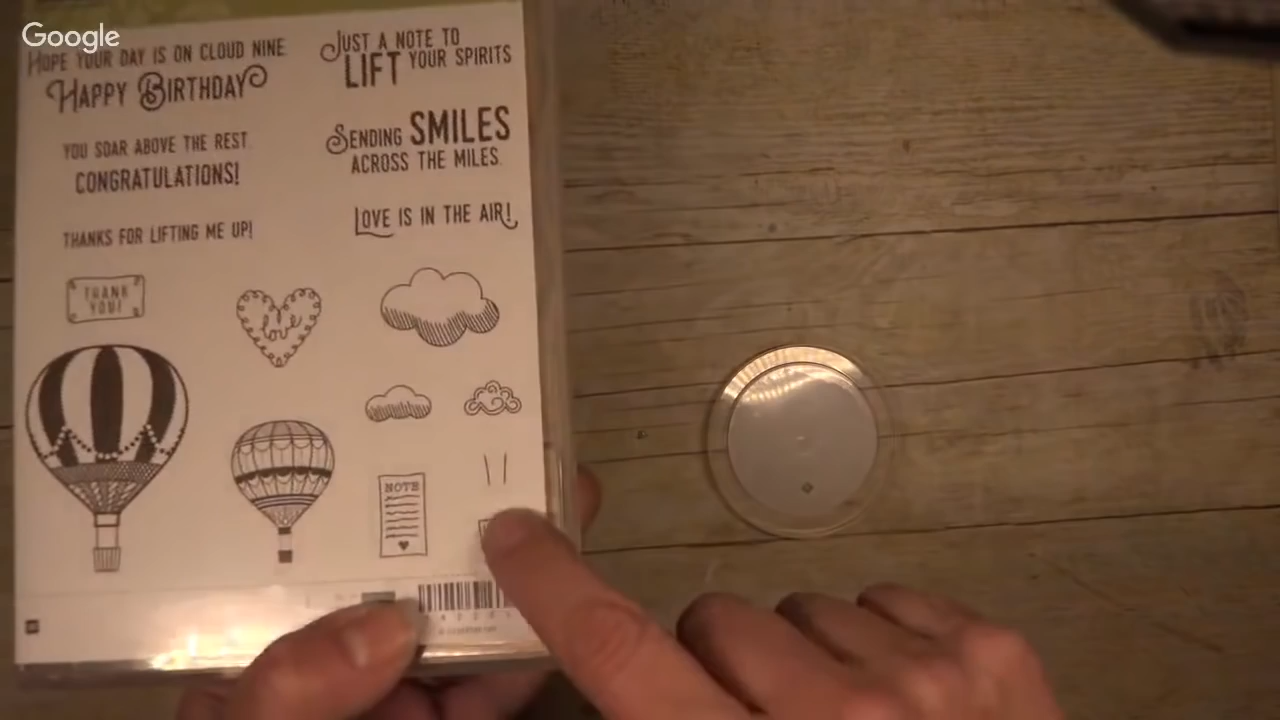 Google
HOPE YOUR DAY IS ON CLOUD NINE
HAPPY BIRTHDAY
JUST A NOTE TO
LIFT YOUR SPIRITS
YOU SOAR ABOVE THE REST
CONGRATULATIONS!
SENDING SMILES
ACROSS THE MILES
THANKS FOR LIFTING ME UP!
LOVE IS IN THE AIR!
THANK
YOU!
love
NOTE